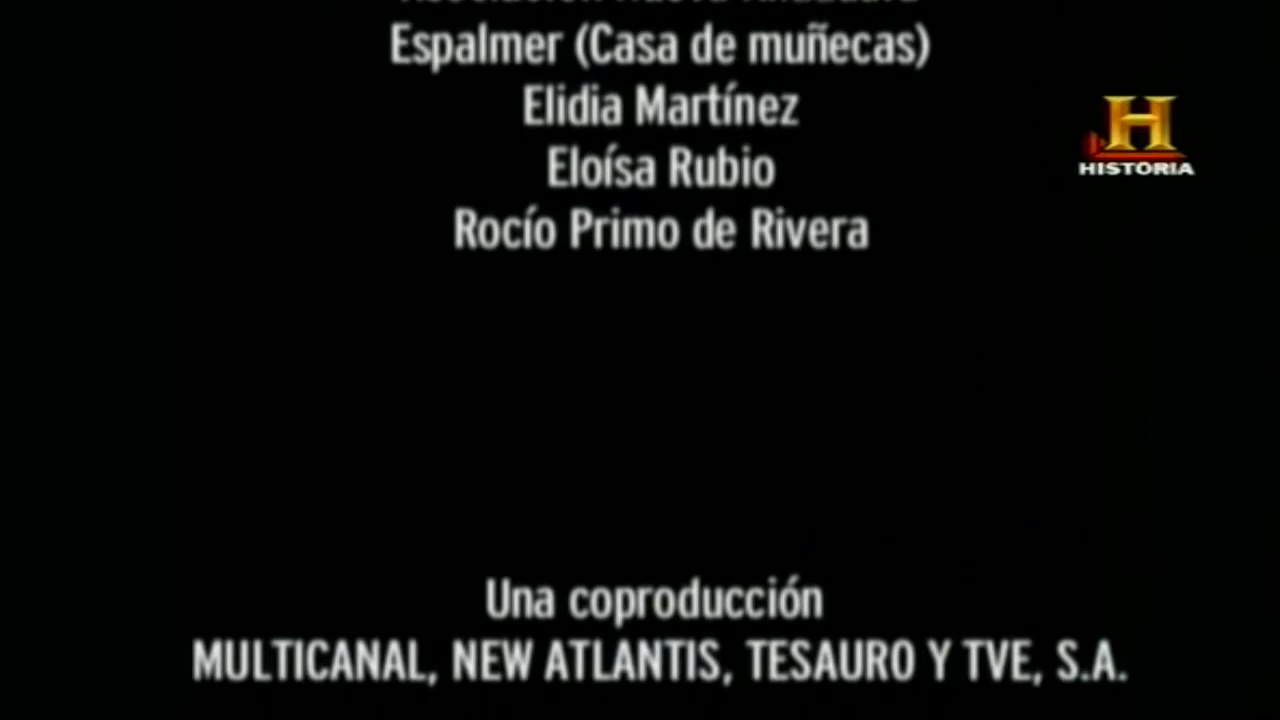 Espalmer (Casa de muñecas)
Elidia Martínez
Eloísa Rubio
Rocío Primo de Rivera
H
HISTORIA
Una coproducción
MULTICANAL, NEW ATLANTIS, TESAURO Y TVE, S.A.